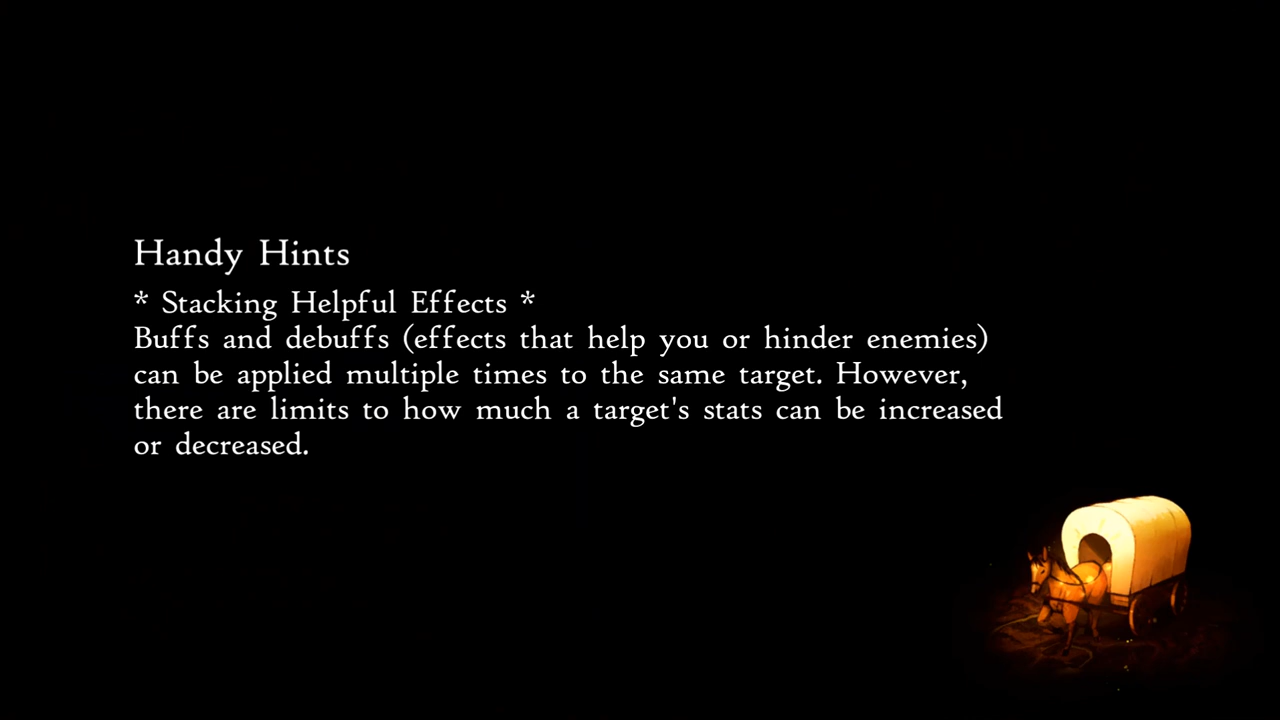 Handy Hints
* Stacking Helpful Effects *
Buffs and debuffs (effects that help you or hinder enemies)
can be applied multiple times to the same target. However,
there are limits to how much a target's stats can be increased
or decreased.